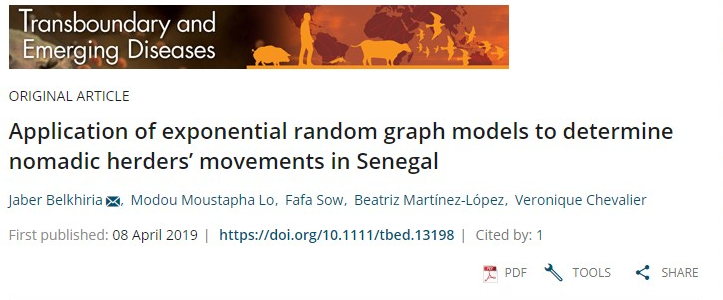 Transboundary and
Emerging Diseases
ORIGINAL ARTICLE
Application of exponential random graph models to determine
nomadic herders’ movements in Senegal
Jaber Belkhiria, Modou Moustapha Lo, Fafa Sow, Beatriz Martínez-López, Veronique Chevalier
First published: 08 April 2019 | https://doi.org/10.1111/tbed.13198 | Cited by: 1
PDF TOOLS SHARE